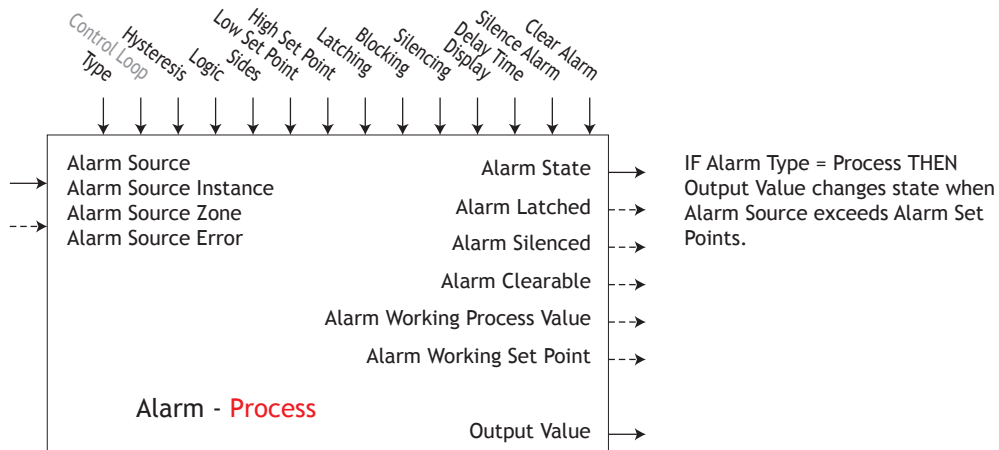 Type
Control Loop
Hysteresis
Logic
Sides
Low Set Point
High Set Point
Latching
Blocking
Silencing
Display
Delay Time
Silence Alarm
Clear Alarm
Alarm Source
Alarm Source Instance
Alarm Source Zone
Alarm Source Error
Alarm State
Alarm Latched
Alarm Silenced
Alarm Clearable
Alarm Working Process Value
Alarm Working Set Point
Alarm - Process
Output Value
IF Alarm Type = Process THEN
Output Value changes state when
Alarm Source exceeds Alarm Set
Points.